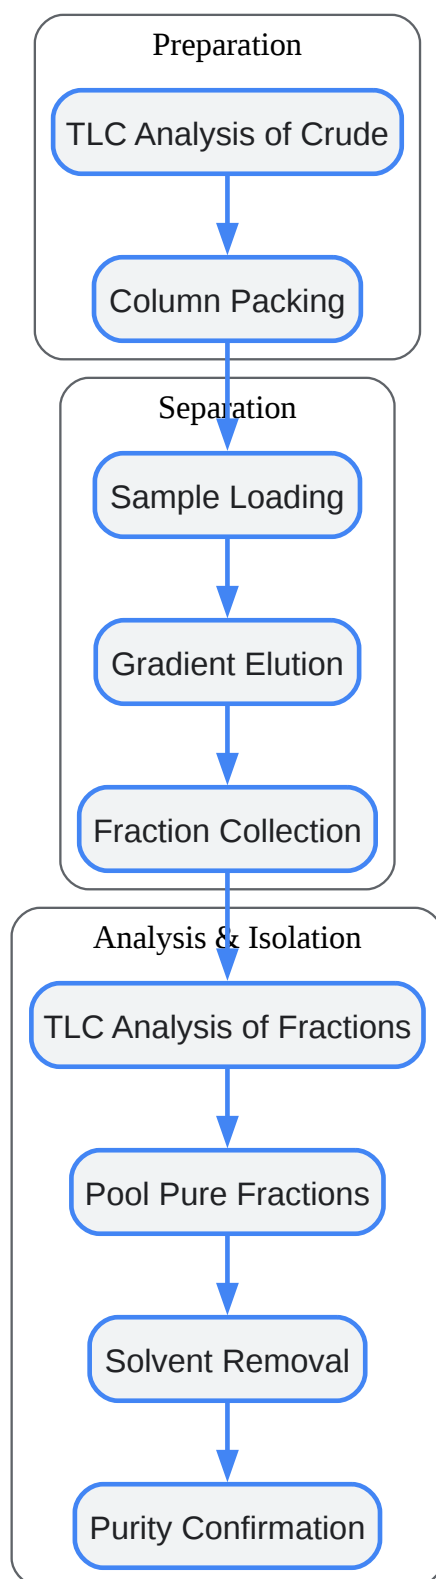 Preparation
TLC Analysis of Crude
Column Packing
Separation
Sample Loading
Gradient Elution
Fraction Collection
Analysis & Isolation
TLC Analysis of Fractions
Pool Pure Fractions
Solvent Removal
Purity Confirmation